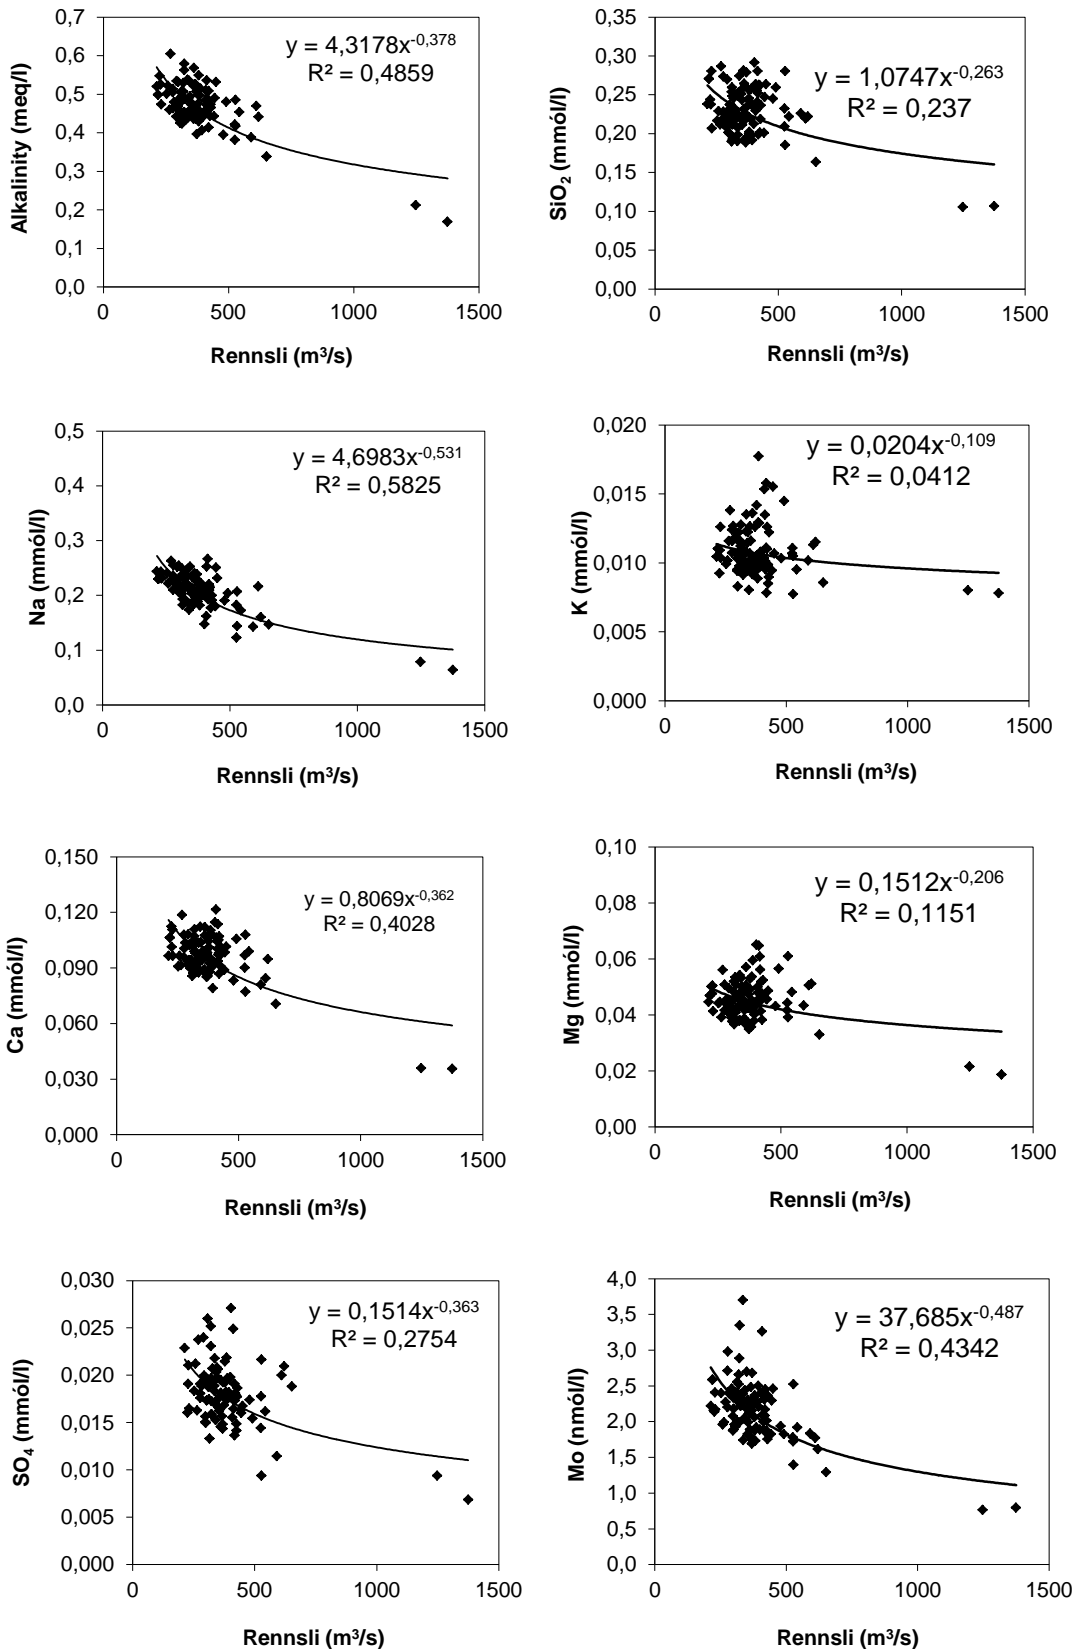 Alkalinity (meq/l)
0,7
0,6
0,5
0,4
0,3
0,2
0,1
0,0
y = 4,3178x^-0,378
R² = 0,4859
0 500 1000 1500
Rennsli (m³/s)
SiO₂ (mmól/l)
0,35
0,30
0,25
0,20
0,15
0,10
0,05
0,00
y = 1,0747x^-0,263
R² = 0,237
0 500 1000 1500
Rennsli (m³/s)
Na (mmól/l)
0,5
0,4
0,3
0,2
0,1
0,0
y = 4,6983x^-0,531
R² = 0,5825
0 500 1000 1500
Rennsli (m³/s)
K (mmól/l)
0,020
0,015
0,010
0,005
0,000
y = 0,0204x^-0,109
R² = 0,0412
0 500 1000 1500
Rennsli (m³/s)
Ca (mmól/l)
0,150
0,120
0,090
0,060
0,030
0,000
y = 0,8069x^-0,362
R² = 0,4028
0 500 1000 1500
Rennsli (m³/s)
Mg (mmól/l)
0,10
0,08
0,06
0,04
0,02
0,00
y = 0,1512x^-0,206
R² = 0,1151
0 500 1000 1500
Rennsli (m³/s)
SO₄ (mmól/l)
0,030
0,025
0,020
0,015
0,010
0,005
0,000
y = 0,1514x^-0,363
R² = 0,2754
0 500 1000 1500
Rennsli (m³/s)
Mo (nmól/l)
4,0
3,5
3,0
2,5
2,0
1,5
1,0
0,5
0,0
y = 37,685x^-0,487
R² = 0,4342
0 500 1000 1500
Rennsli (m³/s)